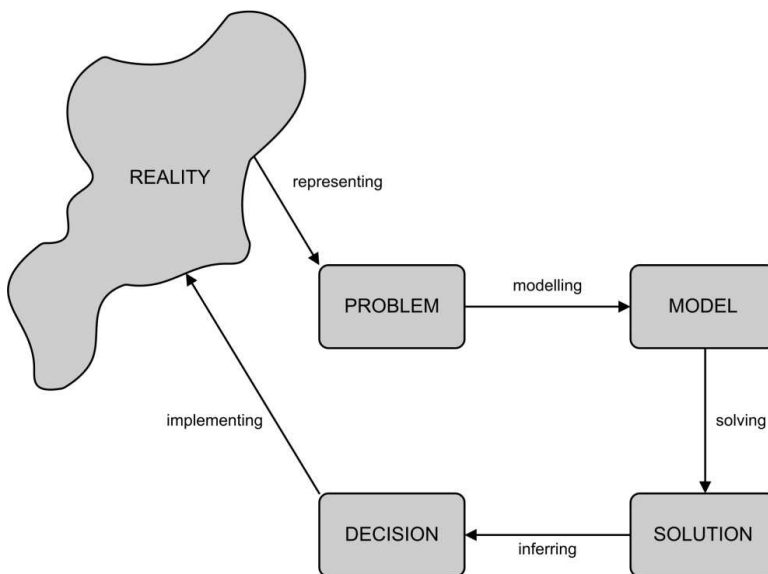 REALITY
representing
PROBLEM
modelling
MODEL
implementing
solving
DECISION
inferring
SOLUTION